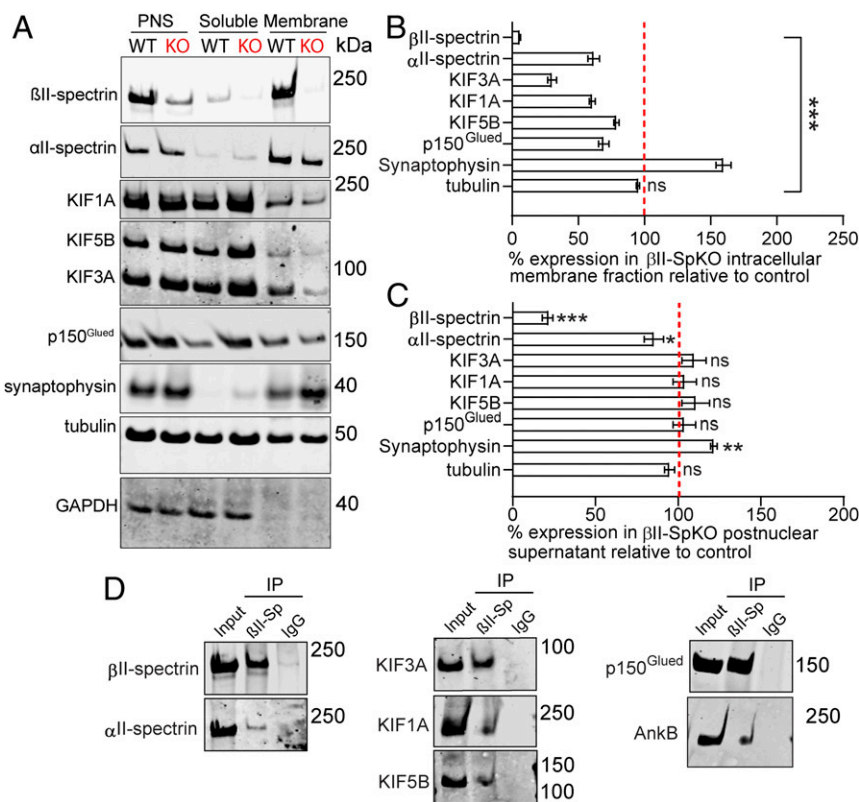 A
PNS Soluble Membrane
WT KO WT KO WT KO kDa
ßII-spectrin 250
αII-spectrin 250
KIF1A 250
KIF5B
KIF3A 100
p150Glued 150
synaptophysin 40
tubulin 50
GAPDH 40
B
βII-spectrin
αII-spectrin
KIF3A
KIF1A
KIF5B
p150Glued
Synaptophysin
tubulin ns
***
0 50 100 150 200 250
% expression in βII-SpKO intracellular
membrane fraction relative to control
C
βII-spectrin ***
αII-spectrin *
KIF3A ns
KIF1A ns
KIF5B ns
p150Glued ns
Synaptophysin **
tubulin ns
0 50 100 150 200
% expression in βII-SpKO postnuclear
supernatant relative to control
D
IP
Input ßII-Sp IgG
βII-spectrin 250
αII-spectrin 250
IP
Input ßII-Sp IgG
KIF3A 100
KIF1A 250
KIF5B 150
100
IP
Input ßII-Sp IgG
p150Glued 150
AnkB 250